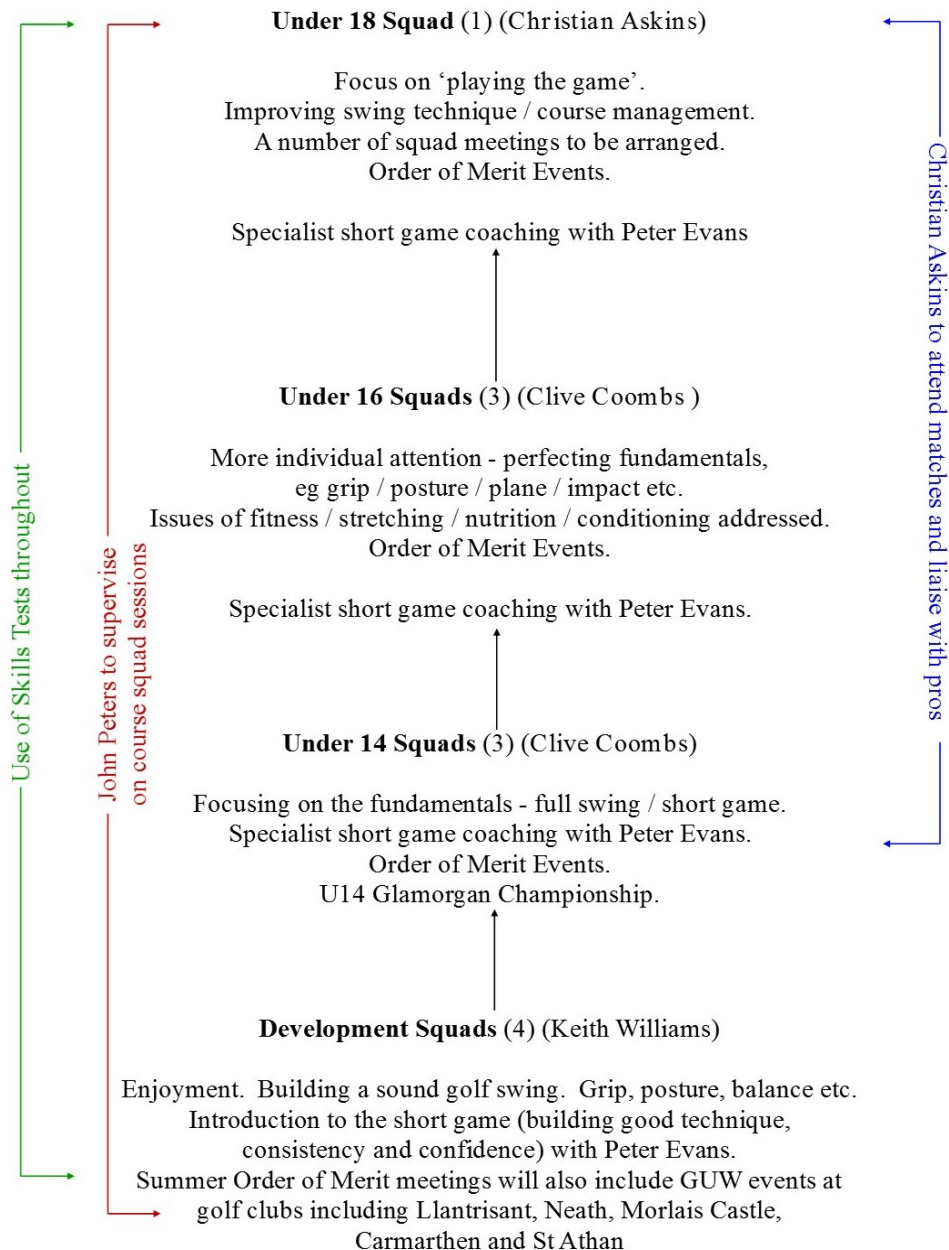 Under 18 Squad (1) (Christian Askins)
Focus on ‘playing the game’.
Improving swing technique / course management.
A number of squad meetings to be arranged.
Order of Merit Events.
Specialist short game coaching with Peter Evans
Under 16 Squads (3) (Clive Coombs )
More individual attention - perfecting fundamentals,
eg grip / posture / plane / impact etc.
Issues of fitness / stretching / nutrition / conditioning addressed.
Order of Merit Events.
Specialist short game coaching with Peter Evans.
Under 14 Squads (3) (Clive Coombs)
Focusing on the fundamentals - full swing / short game.
Specialist short game coaching with Peter Evans.
Order of Merit Events.
U14 Glamorgan Championship.
Development Squads (4) (Keith Williams)
Enjoyment.  Building a sound golf swing.  Grip, posture, balance etc.
Introduction to the short game (building good technique,
consistency and confidence) with Peter Evans.
Summer Order of Merit meetings will also include GUW events at
golf clubs including Llantrisant, Neath, Morlais Castle,
Carmarthen and St Athan
Use of Skills Tests throughout
John Peters to supervise
on course squad sessions
Christian Askins to attend matches and liaise with pros